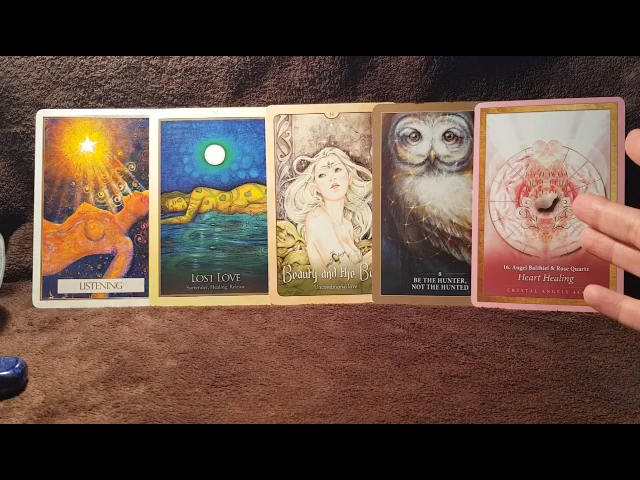 LISTENING
LOST LOVE
Surrender, Healing, Release
Beauty and the
Unconditional love
8
BE THE HUNTER,
NOT THE HUNTED
16. Angel Balthiel & Rose Quartz
Heart Healing
CRYSTAL ANGELS